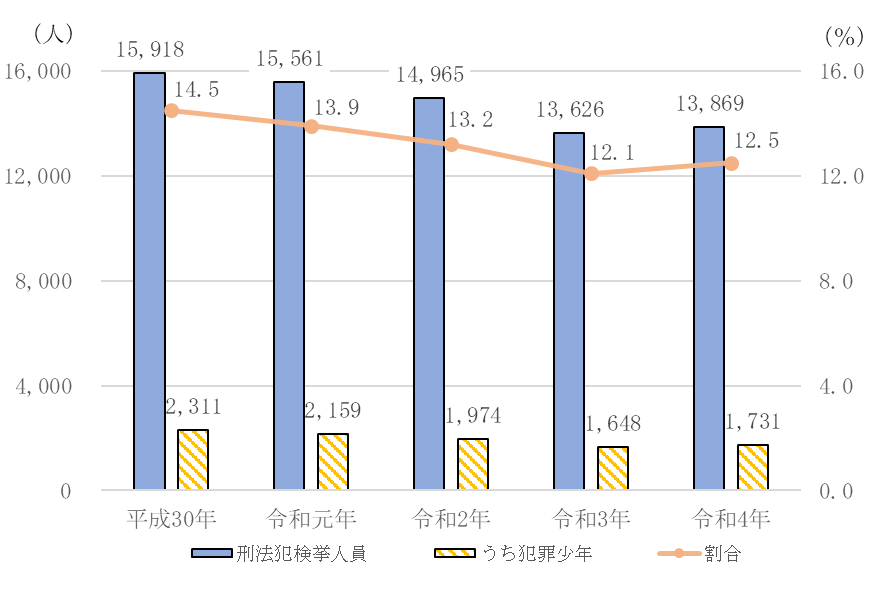 （人）
（%）
15,918
15,561
14,965
13,626
13,869
16,000
16.0
14.5
13.9
13.2
12.1
12.5
12,000
12.0
8,000
8.0
4,000
4.0
2,311
2,159
1,974
1,648
1,731
0
0.0
平成30年
令和元年
令和2年
令和3年
令和4年
刑法犯検挙人員
うち犯罪少年
割合